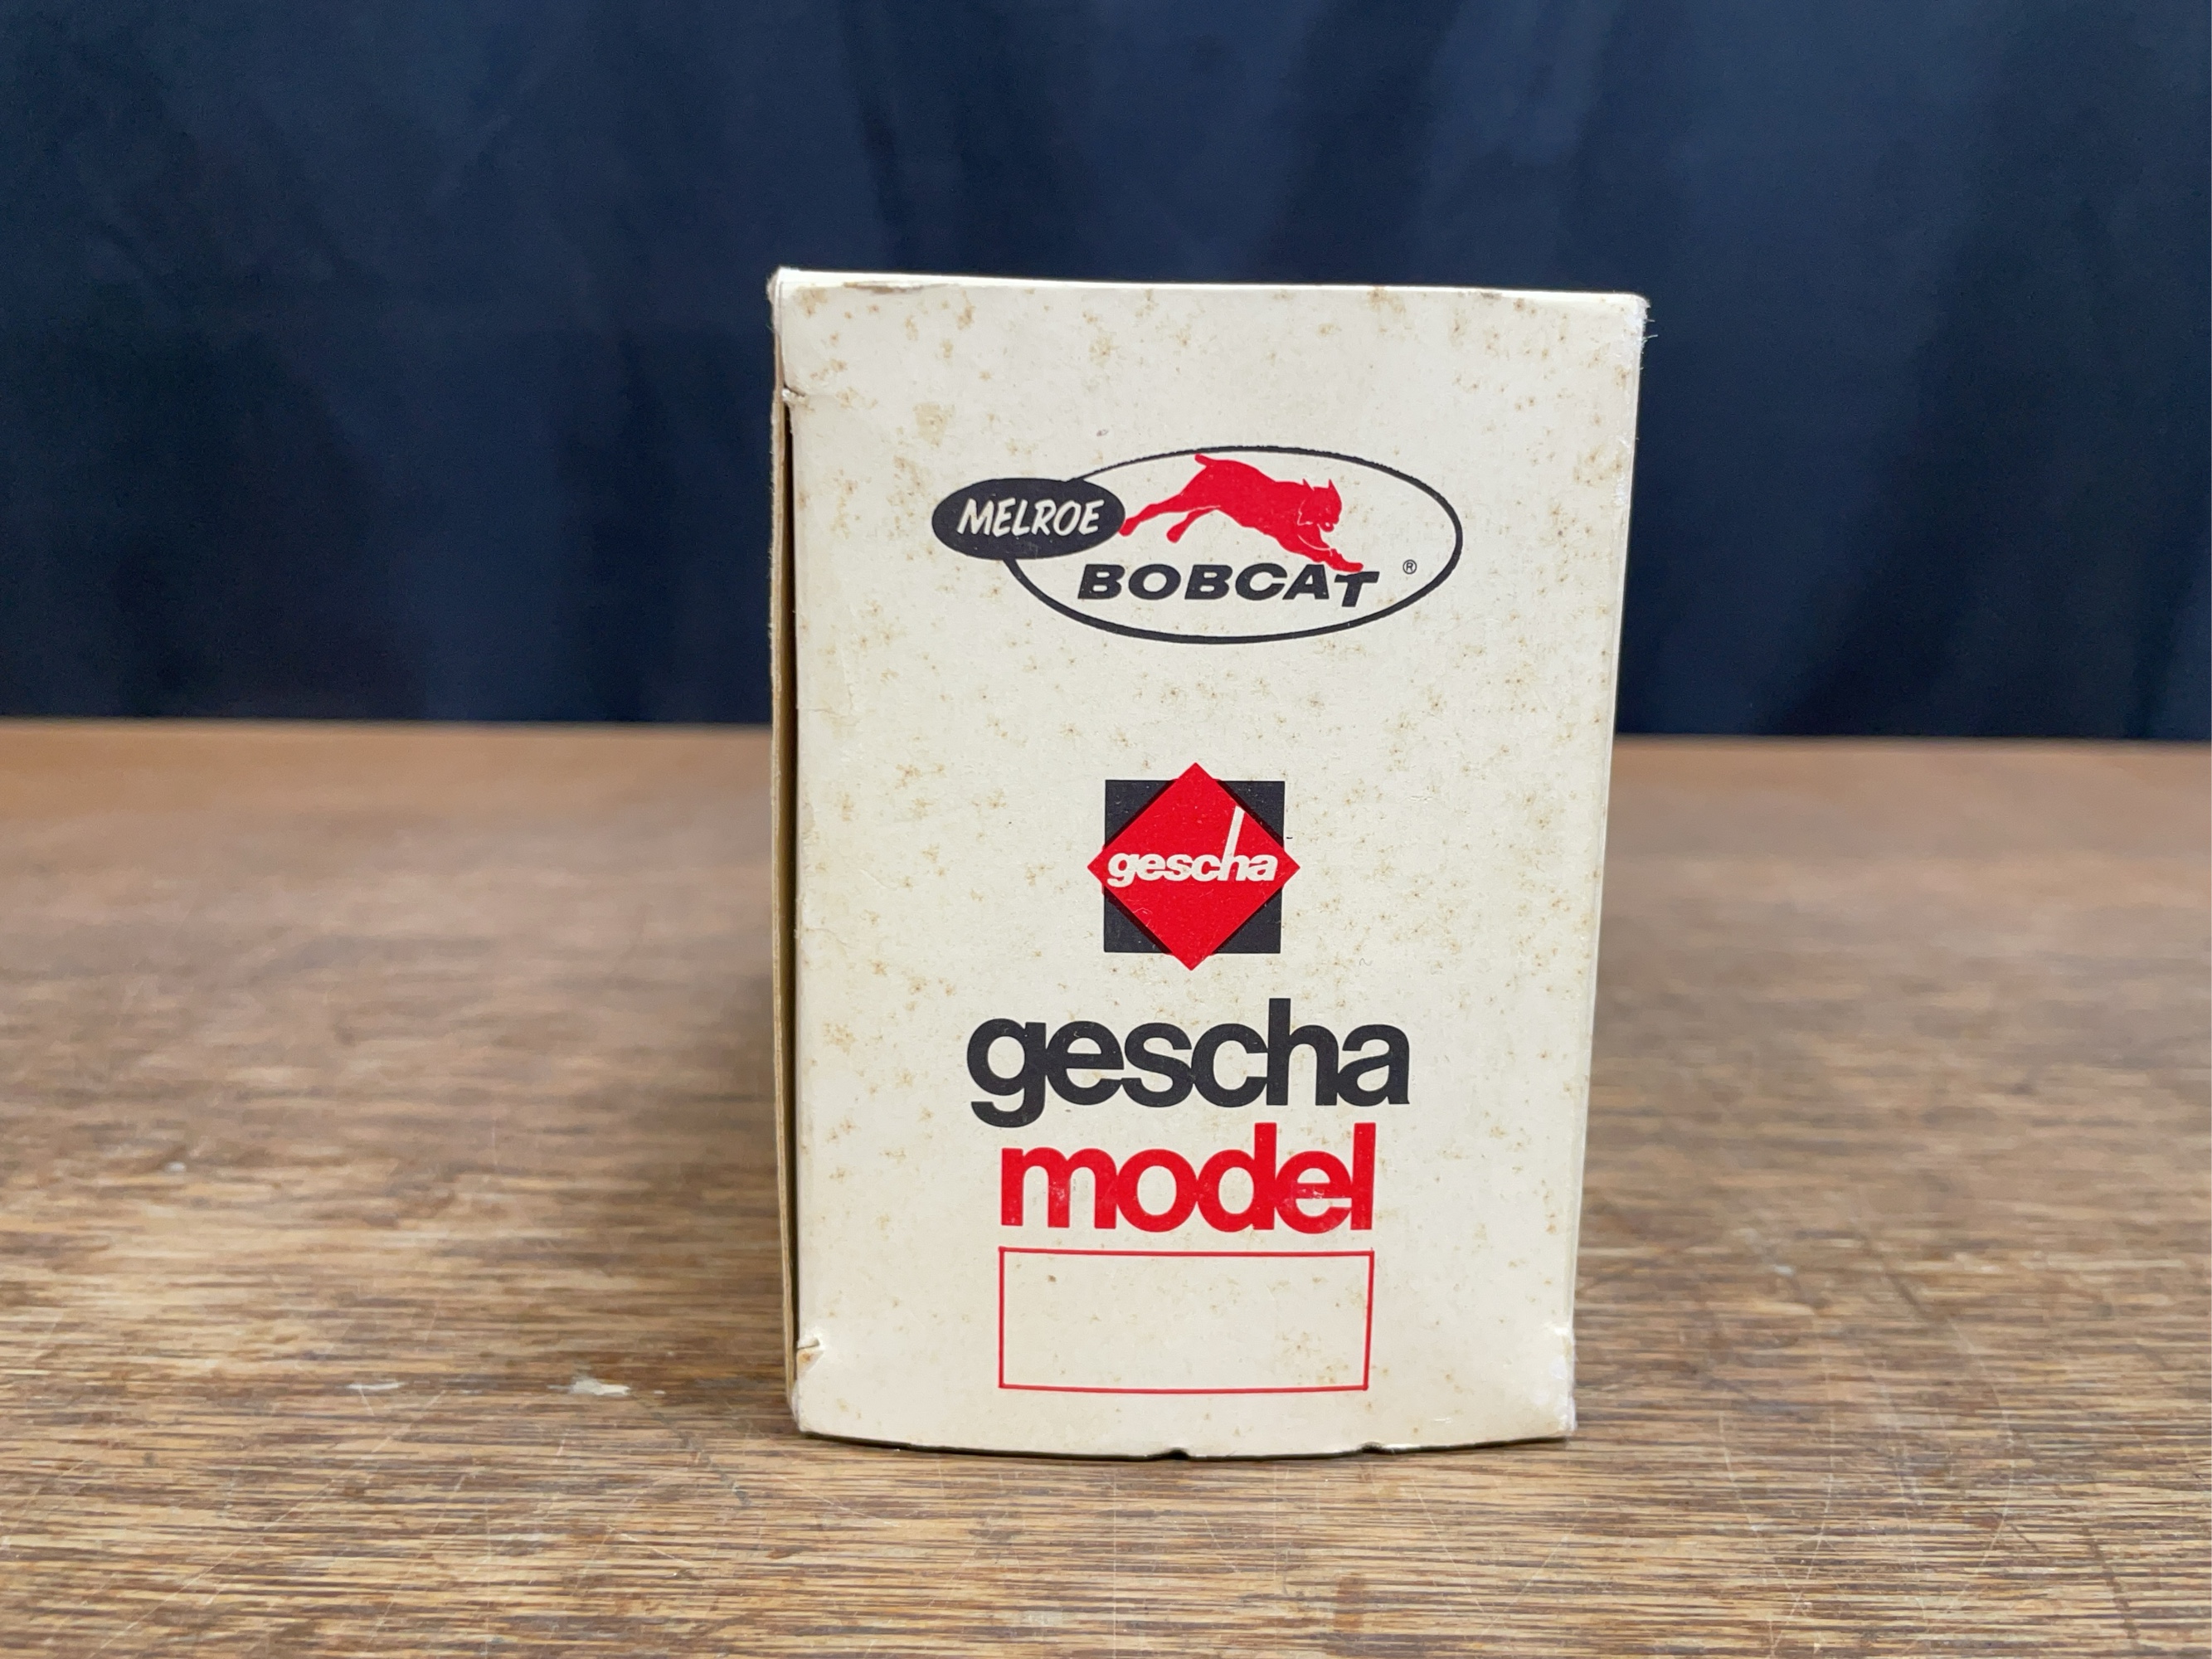 MELROE
BOBCAT ®
gescha
gescha
model